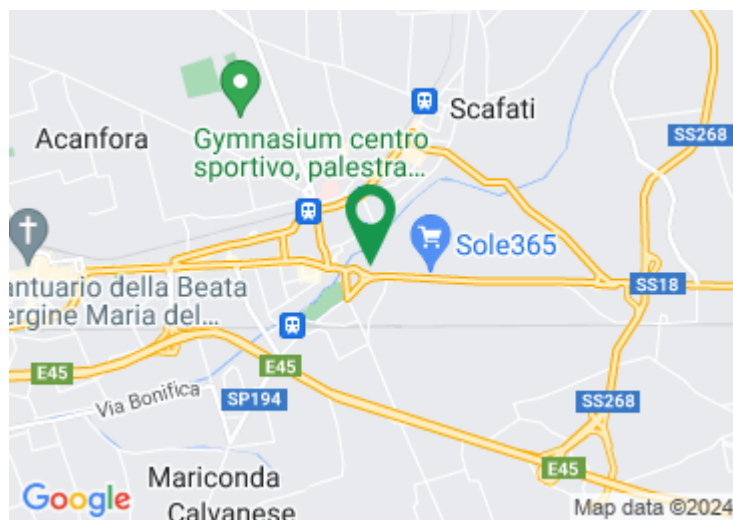 Scafati
Acanfora
Gymnasium centro
sportivo, palestra...
SS268
Sole365
antuario della Beata
ergine Maria del...
SS18
E45
E45
Via Bonifica
SP194
SS268
E45
Mariconda
Calvanese
Google
Map data ©2024